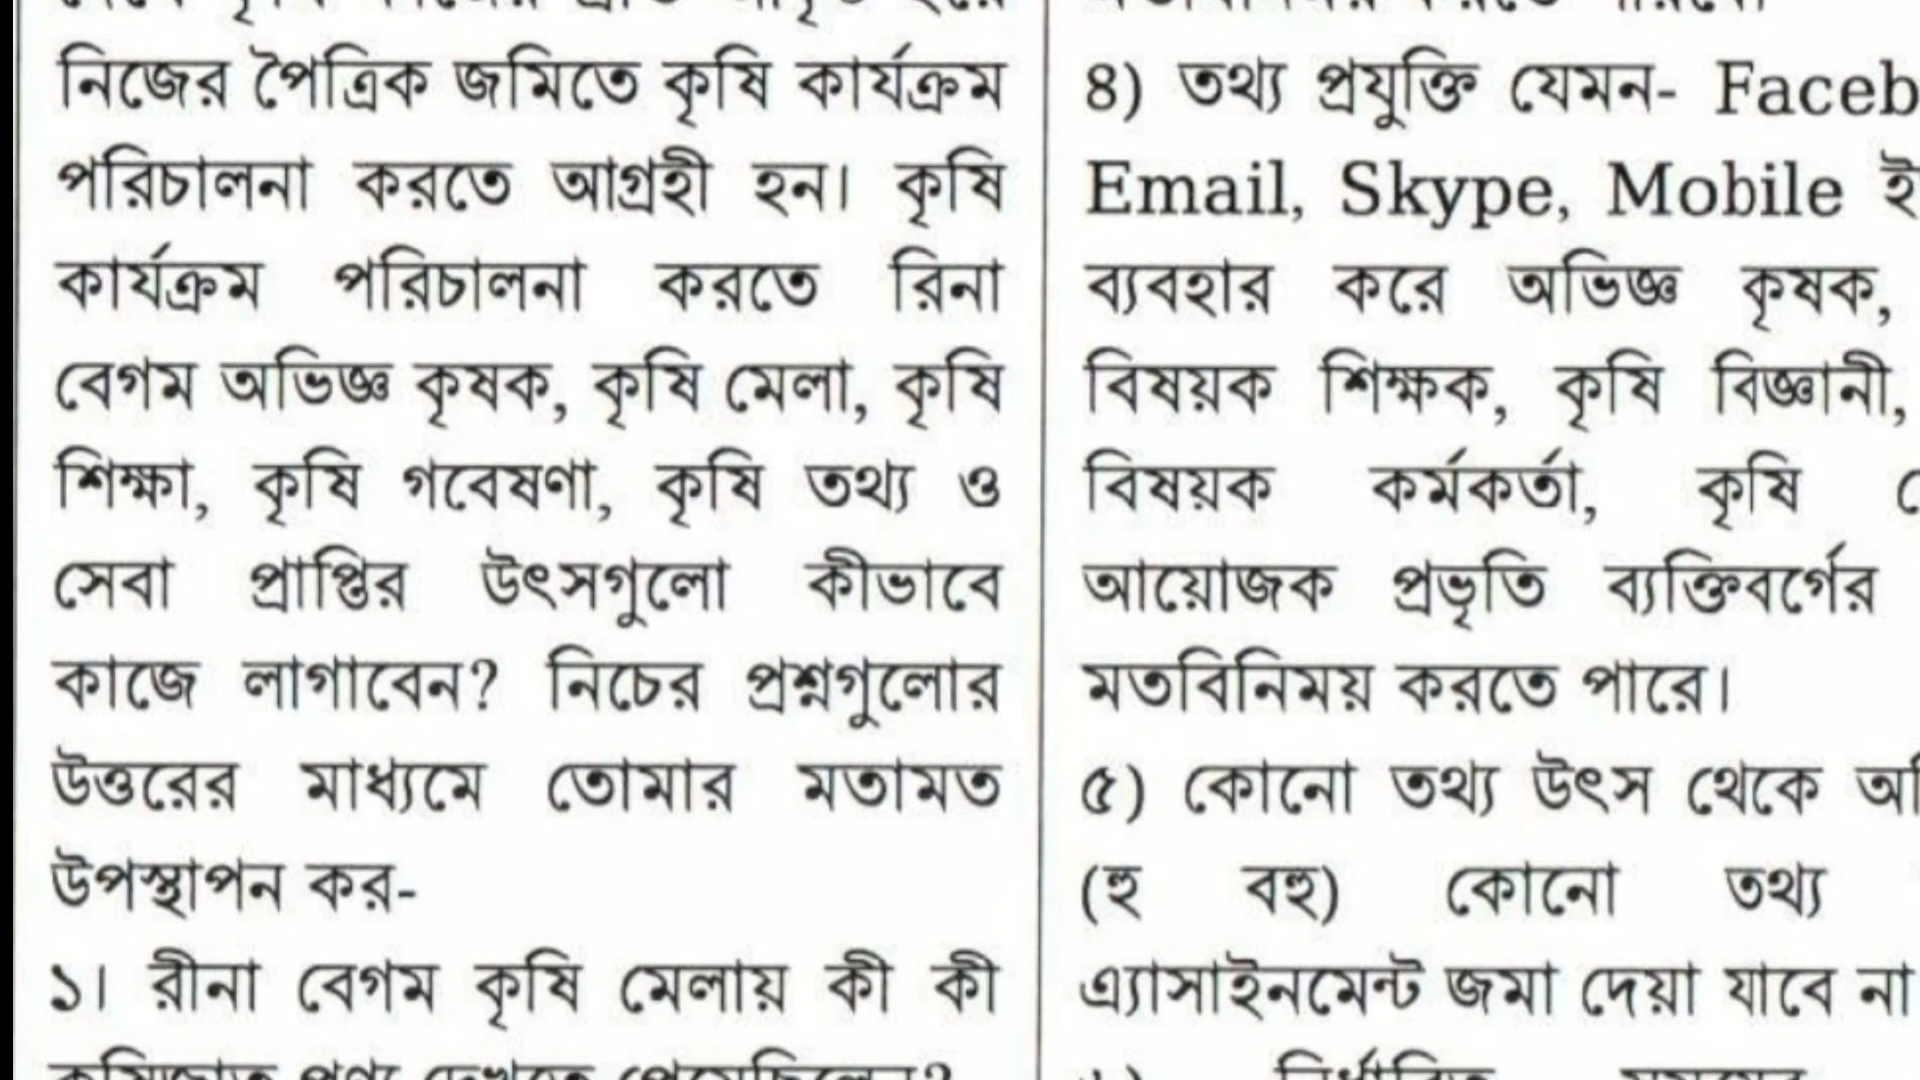 নিজের পৈত্রিক জমিতে কৃষি কার্যক্রম
পরিচালনা করতে আগ্রহী হন। কৃষি
কার্যক্রম পরিচালনা করতে রিনা
বেগম অভিজ্ঞ কৃষক, কৃষি মেলা, কৃষি
শিক্ষা, কৃষি গবেষণা, কৃষি তথ্য ও
সেবা প্রাপ্তির উৎসগুলো কীভাবে
কাজে লাগাবেন? নিচের প্রশ্নগুলোর
উত্তরের মাধ্যমে তোমার মতামত
উপস্থাপন কর-
১। রীনা বেগম কৃষি মেলায় কী কী
কৃষিজাত পণ্য দেখতে পেয়েছিলেন?
৪) তথ্য প্রযুক্তি যেমন- Faceb
Email, Skype, Mobile ই
ব্যবহার করে অভিজ্ঞ কৃষক,
বিষয়ক শিক্ষক, কৃষি বিজ্ঞানী,
বিষয়ক কর্মকর্তা, কৃষি
আয়োজক প্রভৃতি ব্যক্তিবর্গের
মতবিনিময় করতে পারে।
৫) কোনো তথ্য উৎস থেকে অ
(হু বহু) কোনো তথ্য
এ্যাসাইনমেন্ট জমা দেয়া যাবে না